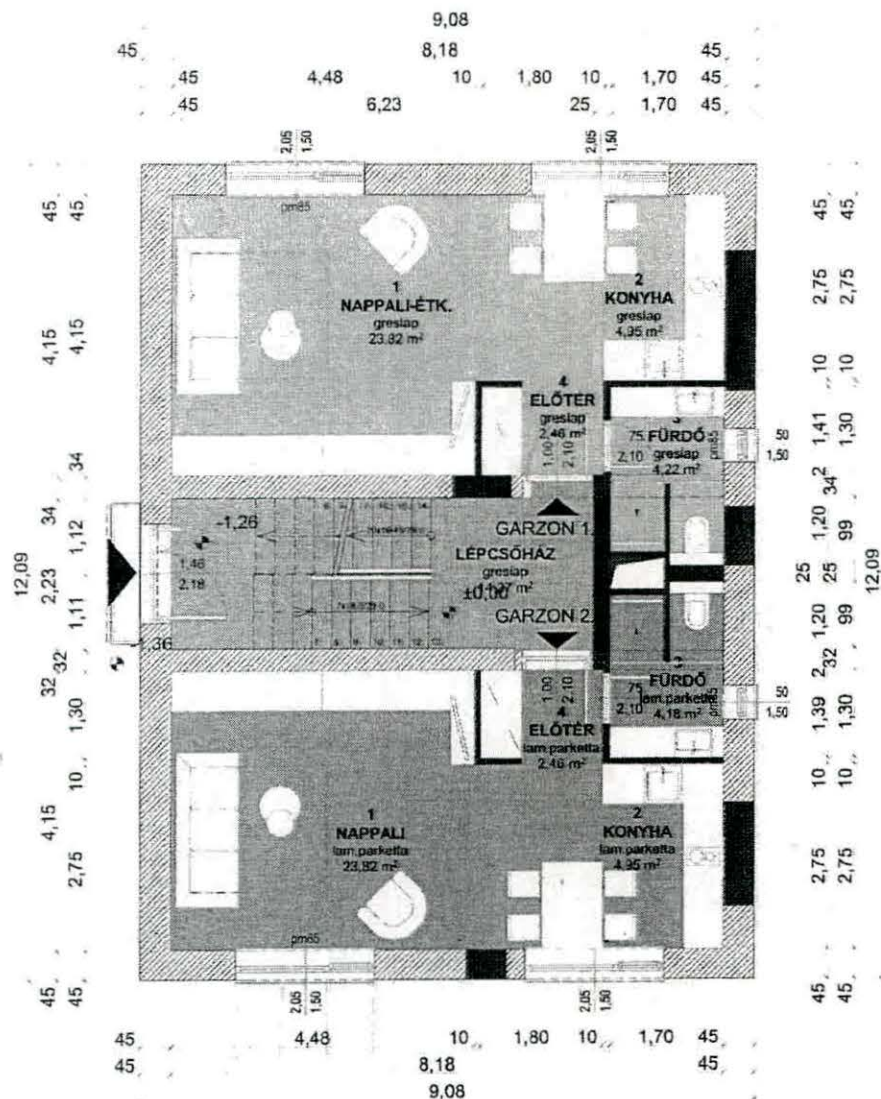 9,08
45 8,18 45
45 4,48 10 1,80 10 1,70 45
45 6,23 25 1,70 45
2,05 1,50
2,05 1,50
pm85
1
NAPPALI-ÉTK.
greslap
23,82 m²
2
KONYHA
greslap
4,95 m²
4
ELŐTÉR
greslap
2,46 m²
1,00 2,10
75
2,10
FÜRDŐ
greslap
4,22 m²
pm85
50
1,50
-1,26
1,46
2,18
GARZON 1.
LÉPCSŐHÁZ
greslap
±0,00
GARZON 2.
1,00 2,10
75
2,10
FÜRDŐ
lam.parketta
4,18 m²
pm85
50
1,50
4
ELŐTÉR
lam.parketta
2,46 m²
1
NAPPALI
lam.parketta
23,82 m²
2
KONYHA
lam.parketta
4,95 m²
pm85
2,05 1,50
2,05 1,50
45 4,48 10 1,80 10 1,70 45
45 8,18 45
9,08
12,09
45 4,15 34 2,23 32 4,15 45
45 4,15 34 1,12 1,11 32 1,30 10 2,75 45
45 2,75 10 1,41 2 1,20 25 1,20 2 1,39 10 2,75 45
45 2,75 10 1,30 34 99 25 99 32 1,30 10 2,75 45
12,09